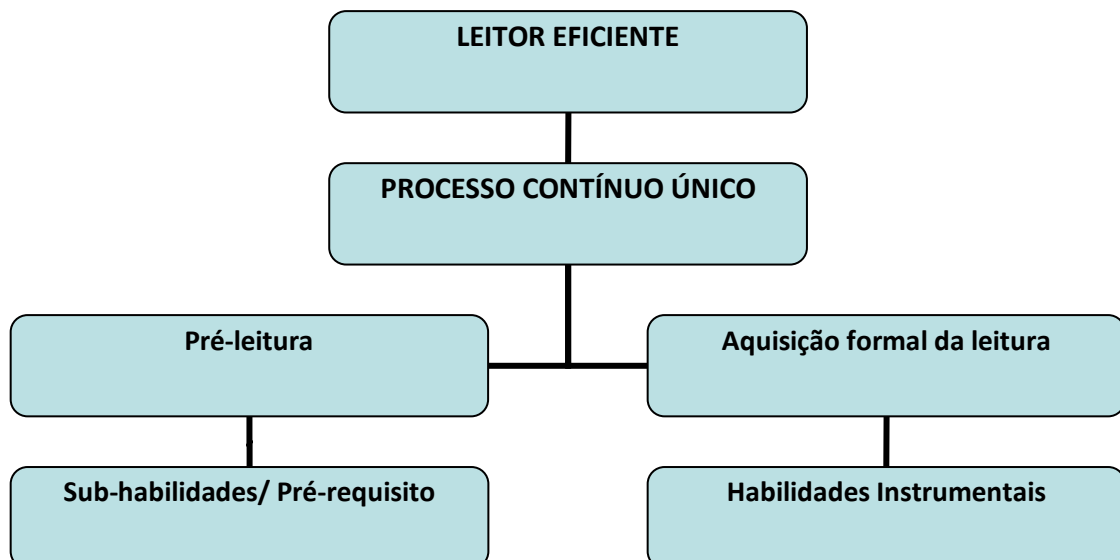 LEITOR EFICIENTE
PROCESSO CONTÍNUO ÚNICO
Pré-leitura
Aquisição formal da leitura
Sub-habilidades/ Pré-requisito
Habilidades Instrumentais